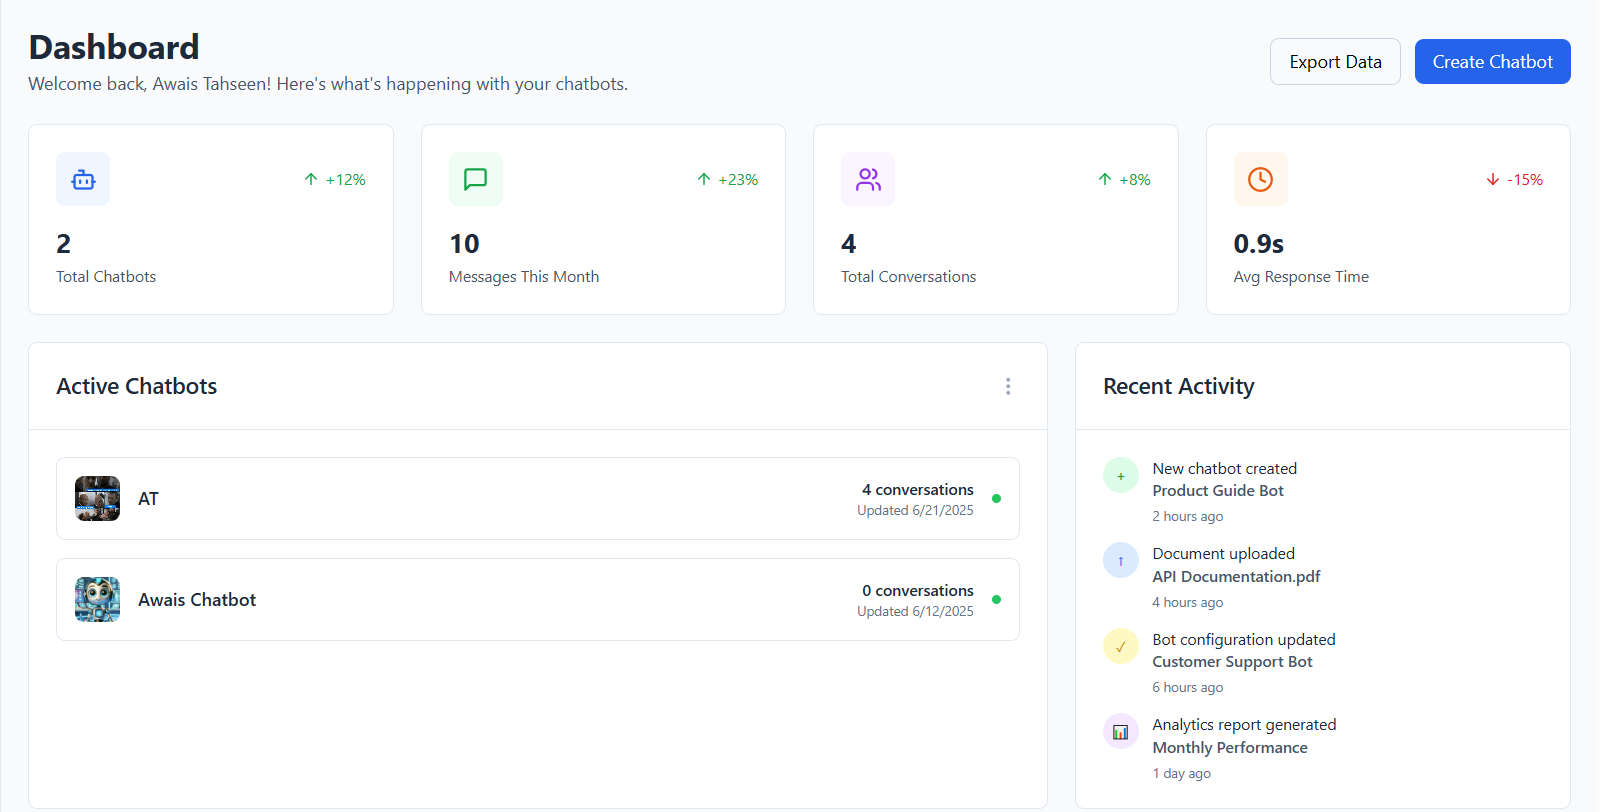 Dashboard
Welcome back, Awais Tahseen! Here's what's happening with your chatbots.
Export Data
Create Chatbot
+12%
2
Total Chatbots
+23%
10
Messages This Month
+8%
4
Total Conversations
-15%
0.9s
Avg Response Time
Active Chatbots
AT
4 conversations
Updated 6/21/2025
Awais Chatbot
0 conversations
Updated 6/12/2025
Recent Activity
New chatbot created
Product Guide Bot
2 hours ago
Document uploaded
API Documentation.pdf
4 hours ago
Bot configuration updated
Customer Support Bot
6 hours ago
Analytics report generated
Monthly Performance
1 day ago